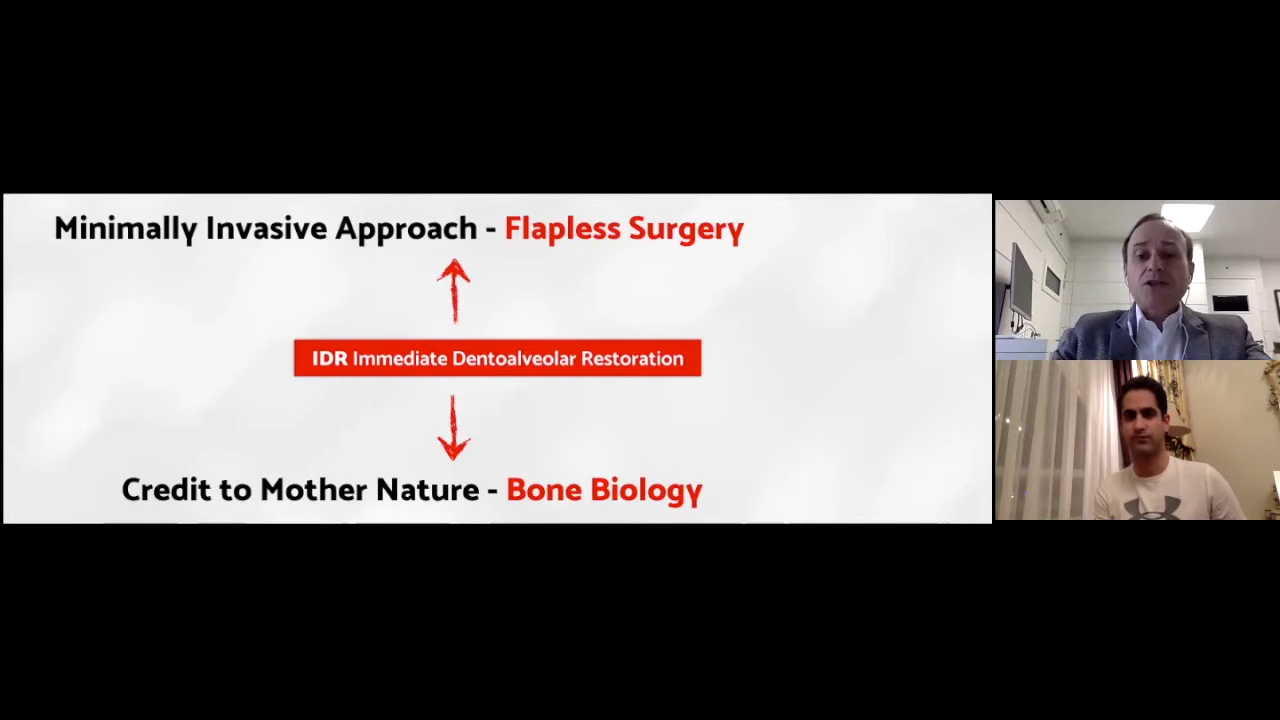 Minimally Invasive Approach - Flapless Surgery
IDR Immediate Dentoalveolar Restoration
Credit to Mother Nature - Bone Biology